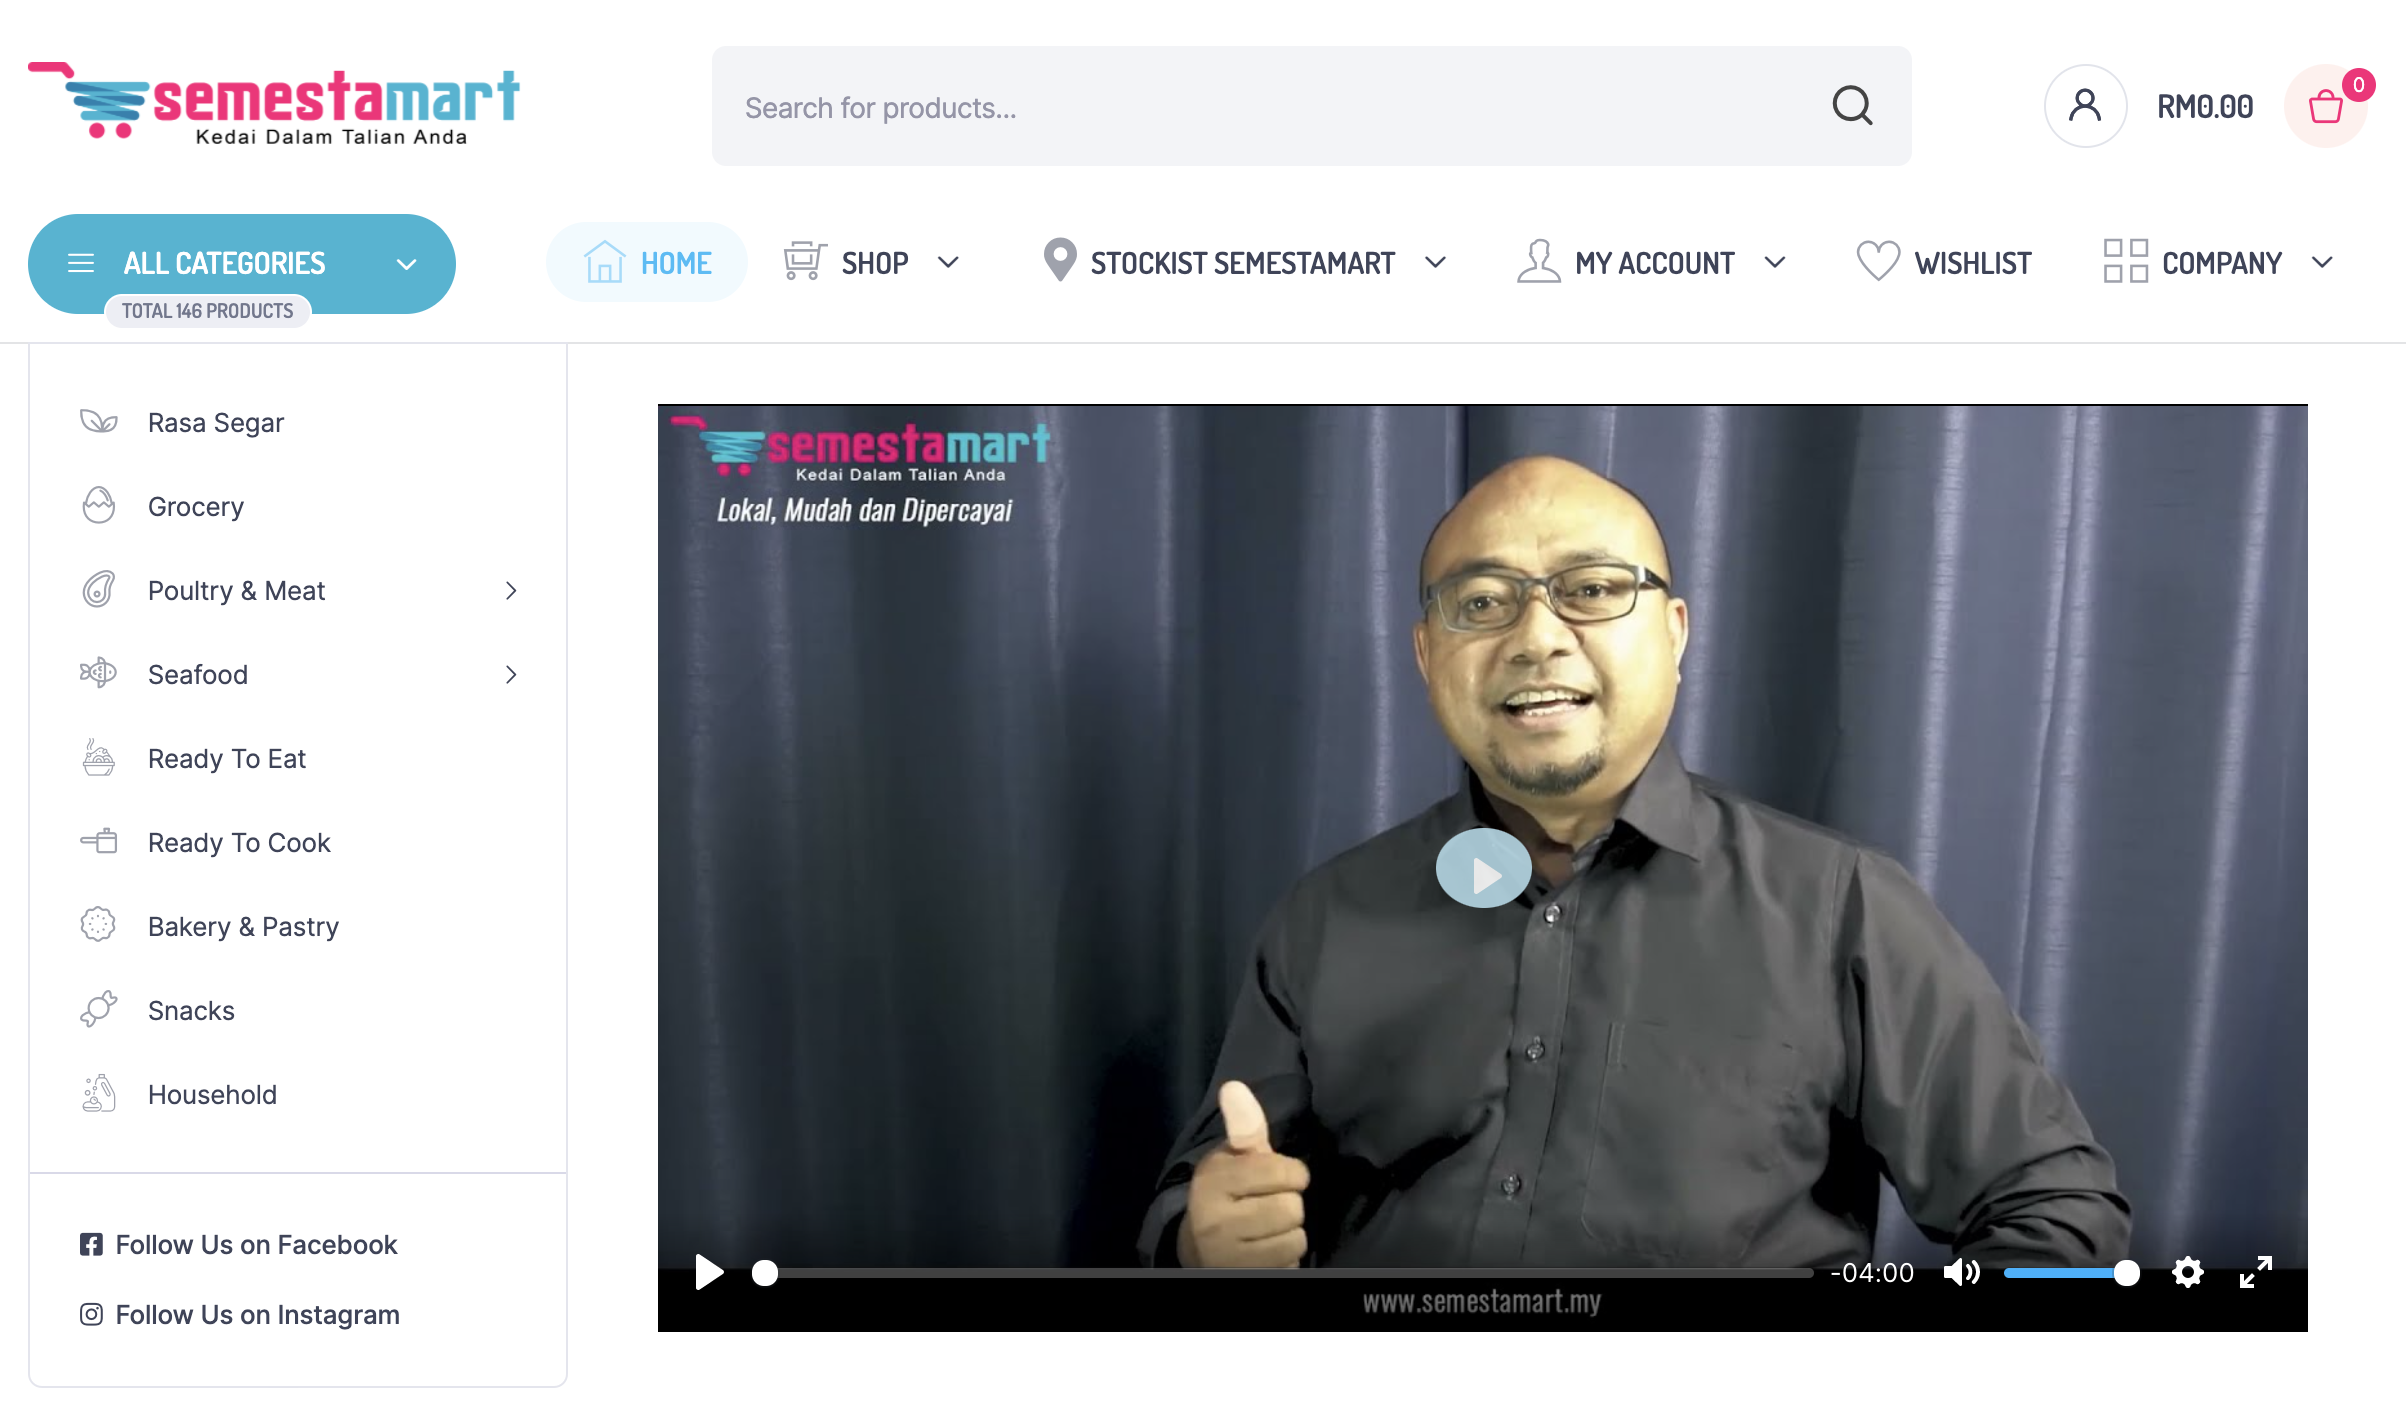 semestamart
Kedai Dalam Talian Anda
Search for products...
RM0.00
0
ALL CATEGORIES
TOTAL 146 PRODUCTS
HOME
SHOP
STOCKIST SEMESTAMART
MY ACCOUNT
WISHLIST
COMPANY
Rasa Segar
Grocery
Poultry & Meat
Seafood
Ready To Eat
Ready To Cook
Bakery & Pastry
Snacks
Household
Follow Us on Facebook
Follow Us on Instagram
semestamart
Kedai Dalam Talian Anda
Lokal, Mudah dan Dipercayai
-04:00
www.semestamart.my